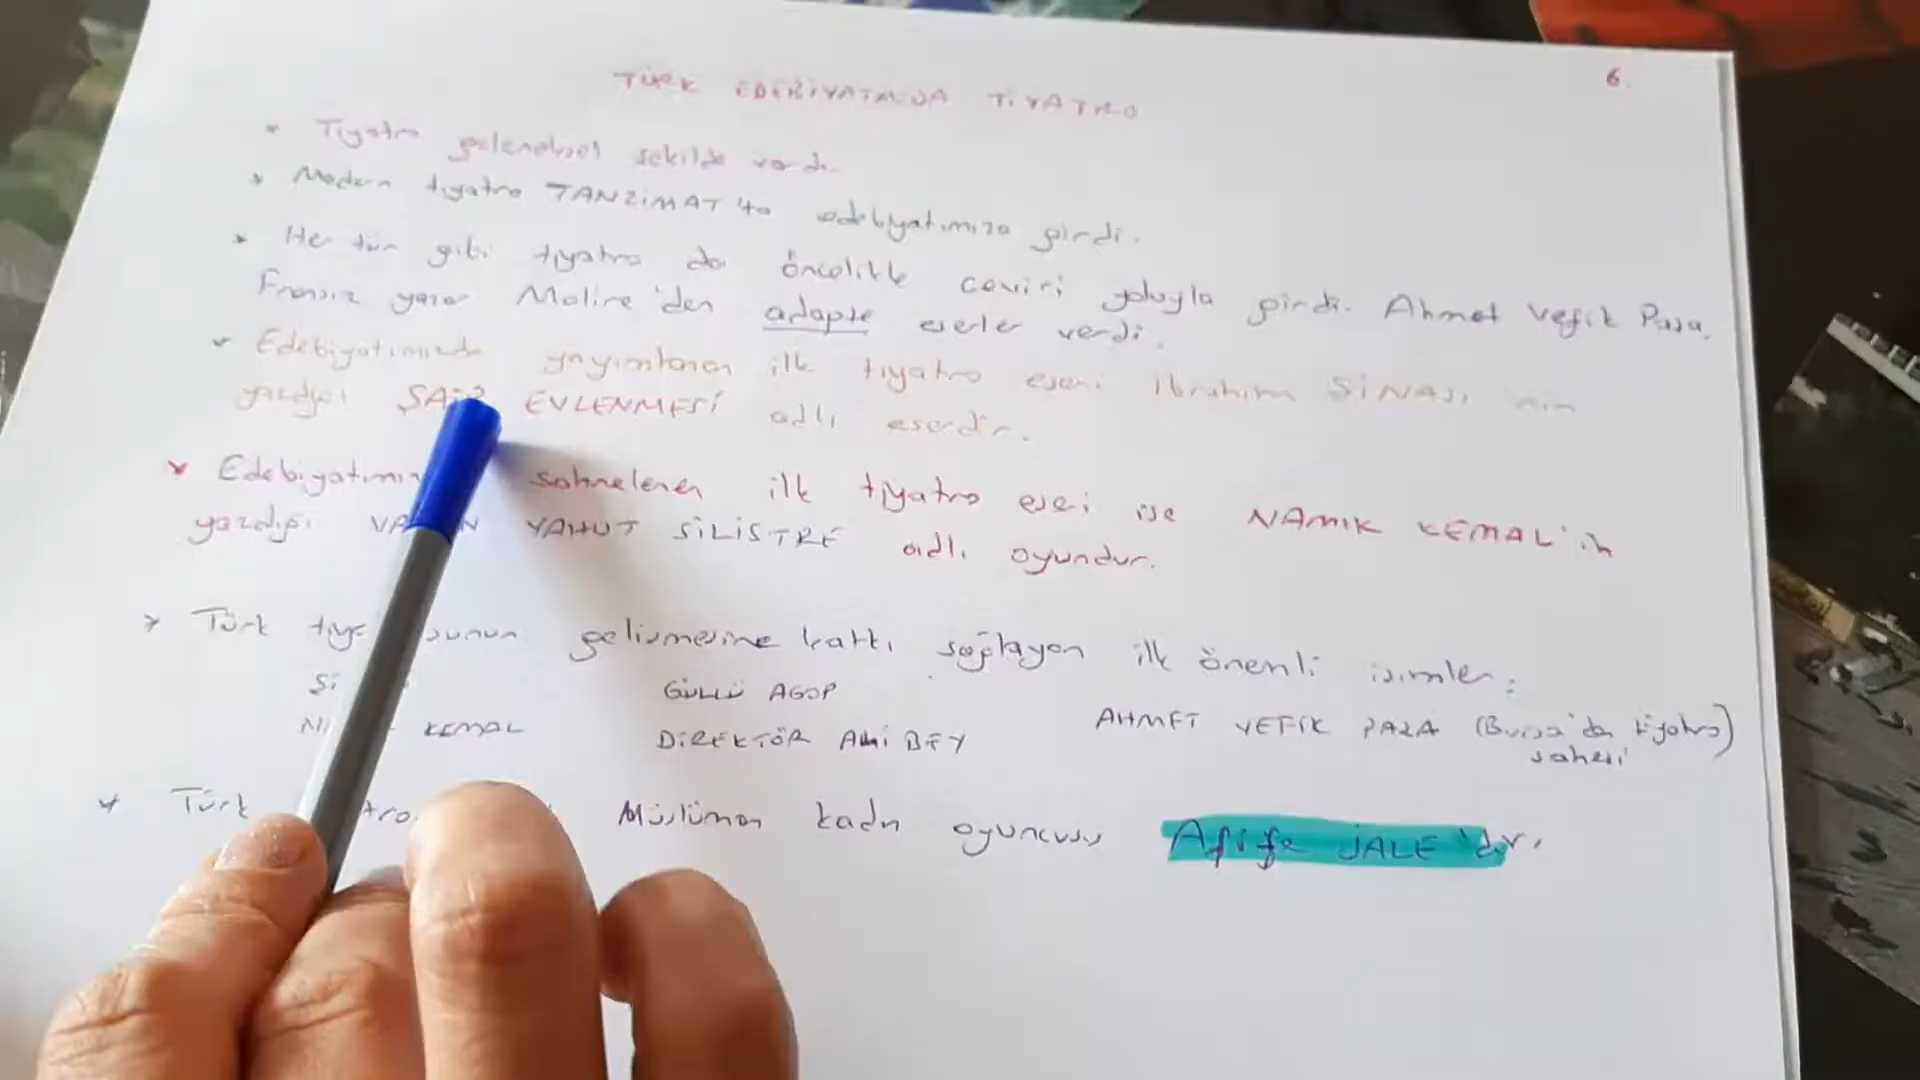 6.
TÜRK EDEBİYATINDA TİYATRO
* Tiyatro geleneksel şekilde vardı.
* Modern tiyatro TANZİMAT'la edebiyatımıza girdi.
* Her tür gibi tiyatro da öncelikle çeviri yoluyla girdi. Ahmet Vefik Paşa,
Fransız yazar Molire'den adapte eserler verdi.
* Edebiyatımızda yayımlanan ilk tiyatro eseri İbrahim ŞİNASİ'nin
yazdığı ŞAİR EVLENMESİ adlı eserdir.
* sahnelenen ilk tiyatro eseri ise NAMIK KEMAL'in
yazdığı YAHUT SİLİSTRE adlı oyundur.
* Türk gelişmesine katkı sağlayan ilk önemli isimler:
GÜLLÜ AGOP
KEMAL DİREKTÖR ALİ BEY AHMET VEFİK PAŞA (Bursa'da tiyatro)
sahesi
* Türk Müslüman kadın oyuncusu Afife JALE'dir.